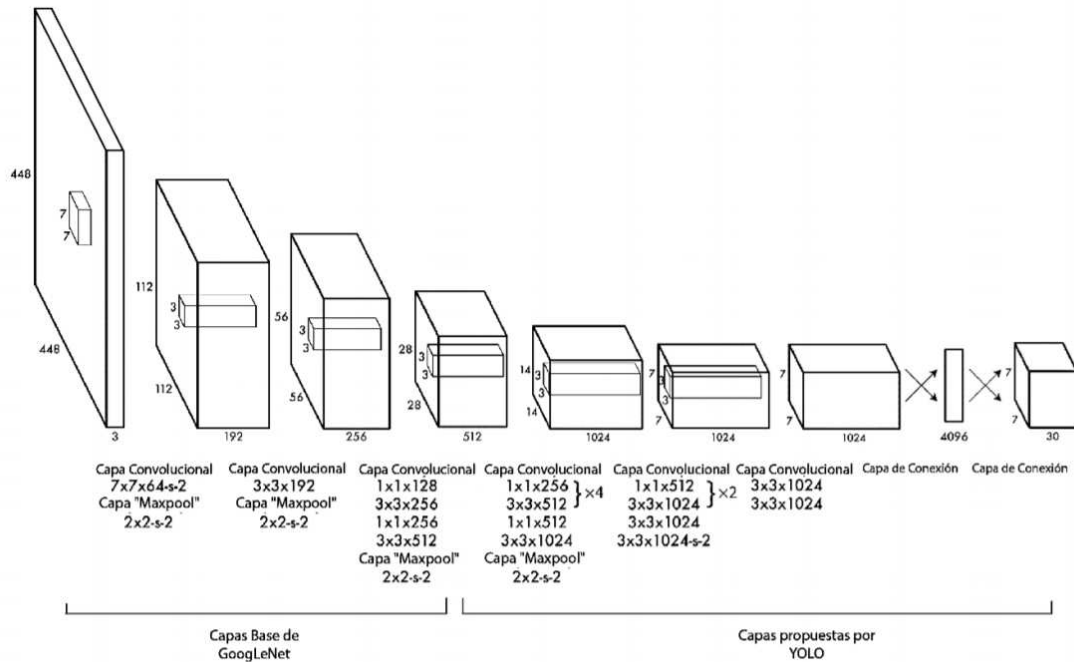 448
7
7
448
3
112
3
3
112
192
56
3
3
56
256
28
3
3
28
512
14
3
3
14
1024
7
3
3
7
1024
7
7
1024
4096
7
7
30
Capa Convolucional
7x7x64-s-2
Capa "Maxpool"
2x2-s-2
Capa Convolucional
3x3x192
Capa "Maxpool"
2x2-s-2
Capa Convolucional
1x1x128
3x3x256
1x1x256
3x3x512
Capa "Maxpool"
2x2-s-2
Capa Convolucional
1x1x256
3x3x512
}×4
1x1x512
3x3x1024
Capa "Maxpool"
2x2-s-2
Capa Convolucional
1x1x512
3x3x1024
}×2
3x3x1024
3x3x1024-s-2
Capa Convolucional
3x3x1024
3x3x1024
Capa de Conexión
Capa de Conexión
Capas Base de
GoogLeNet
Capas propuestas por
YOLO